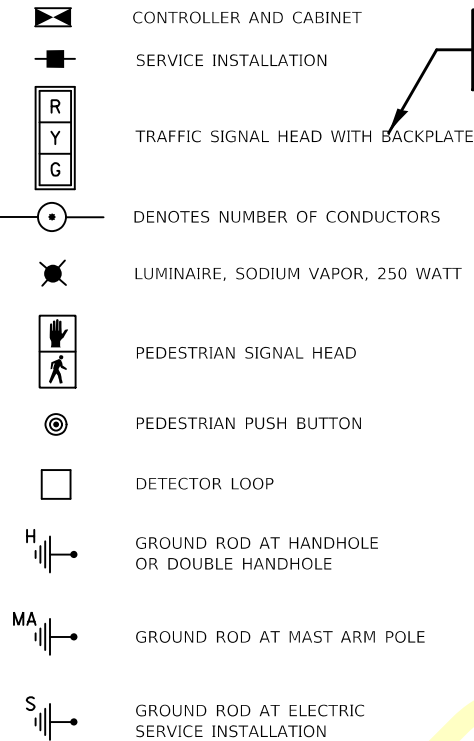 CONTROLLER AND CABINET
SERVICE INSTALLATION
R
Y
G
TRAFFIC SIGNAL HEAD WITH BACKPLATE
DENOTES NUMBER OF CONDUCTORS
LUMINAIRE, SODIUM VAPOR, 250 WATT
PEDESTRIAN SIGNAL HEAD
PEDESTRIAN PUSH BUTTON
DETECTOR LOOP
H
GROUND ROD AT HANDHOLE
OR DOUBLE HANDHOLE
MA
GROUND ROD AT MAST ARM POLE
S
GROUND ROD AT ELECTRIC
SERVICE INSTALLATION